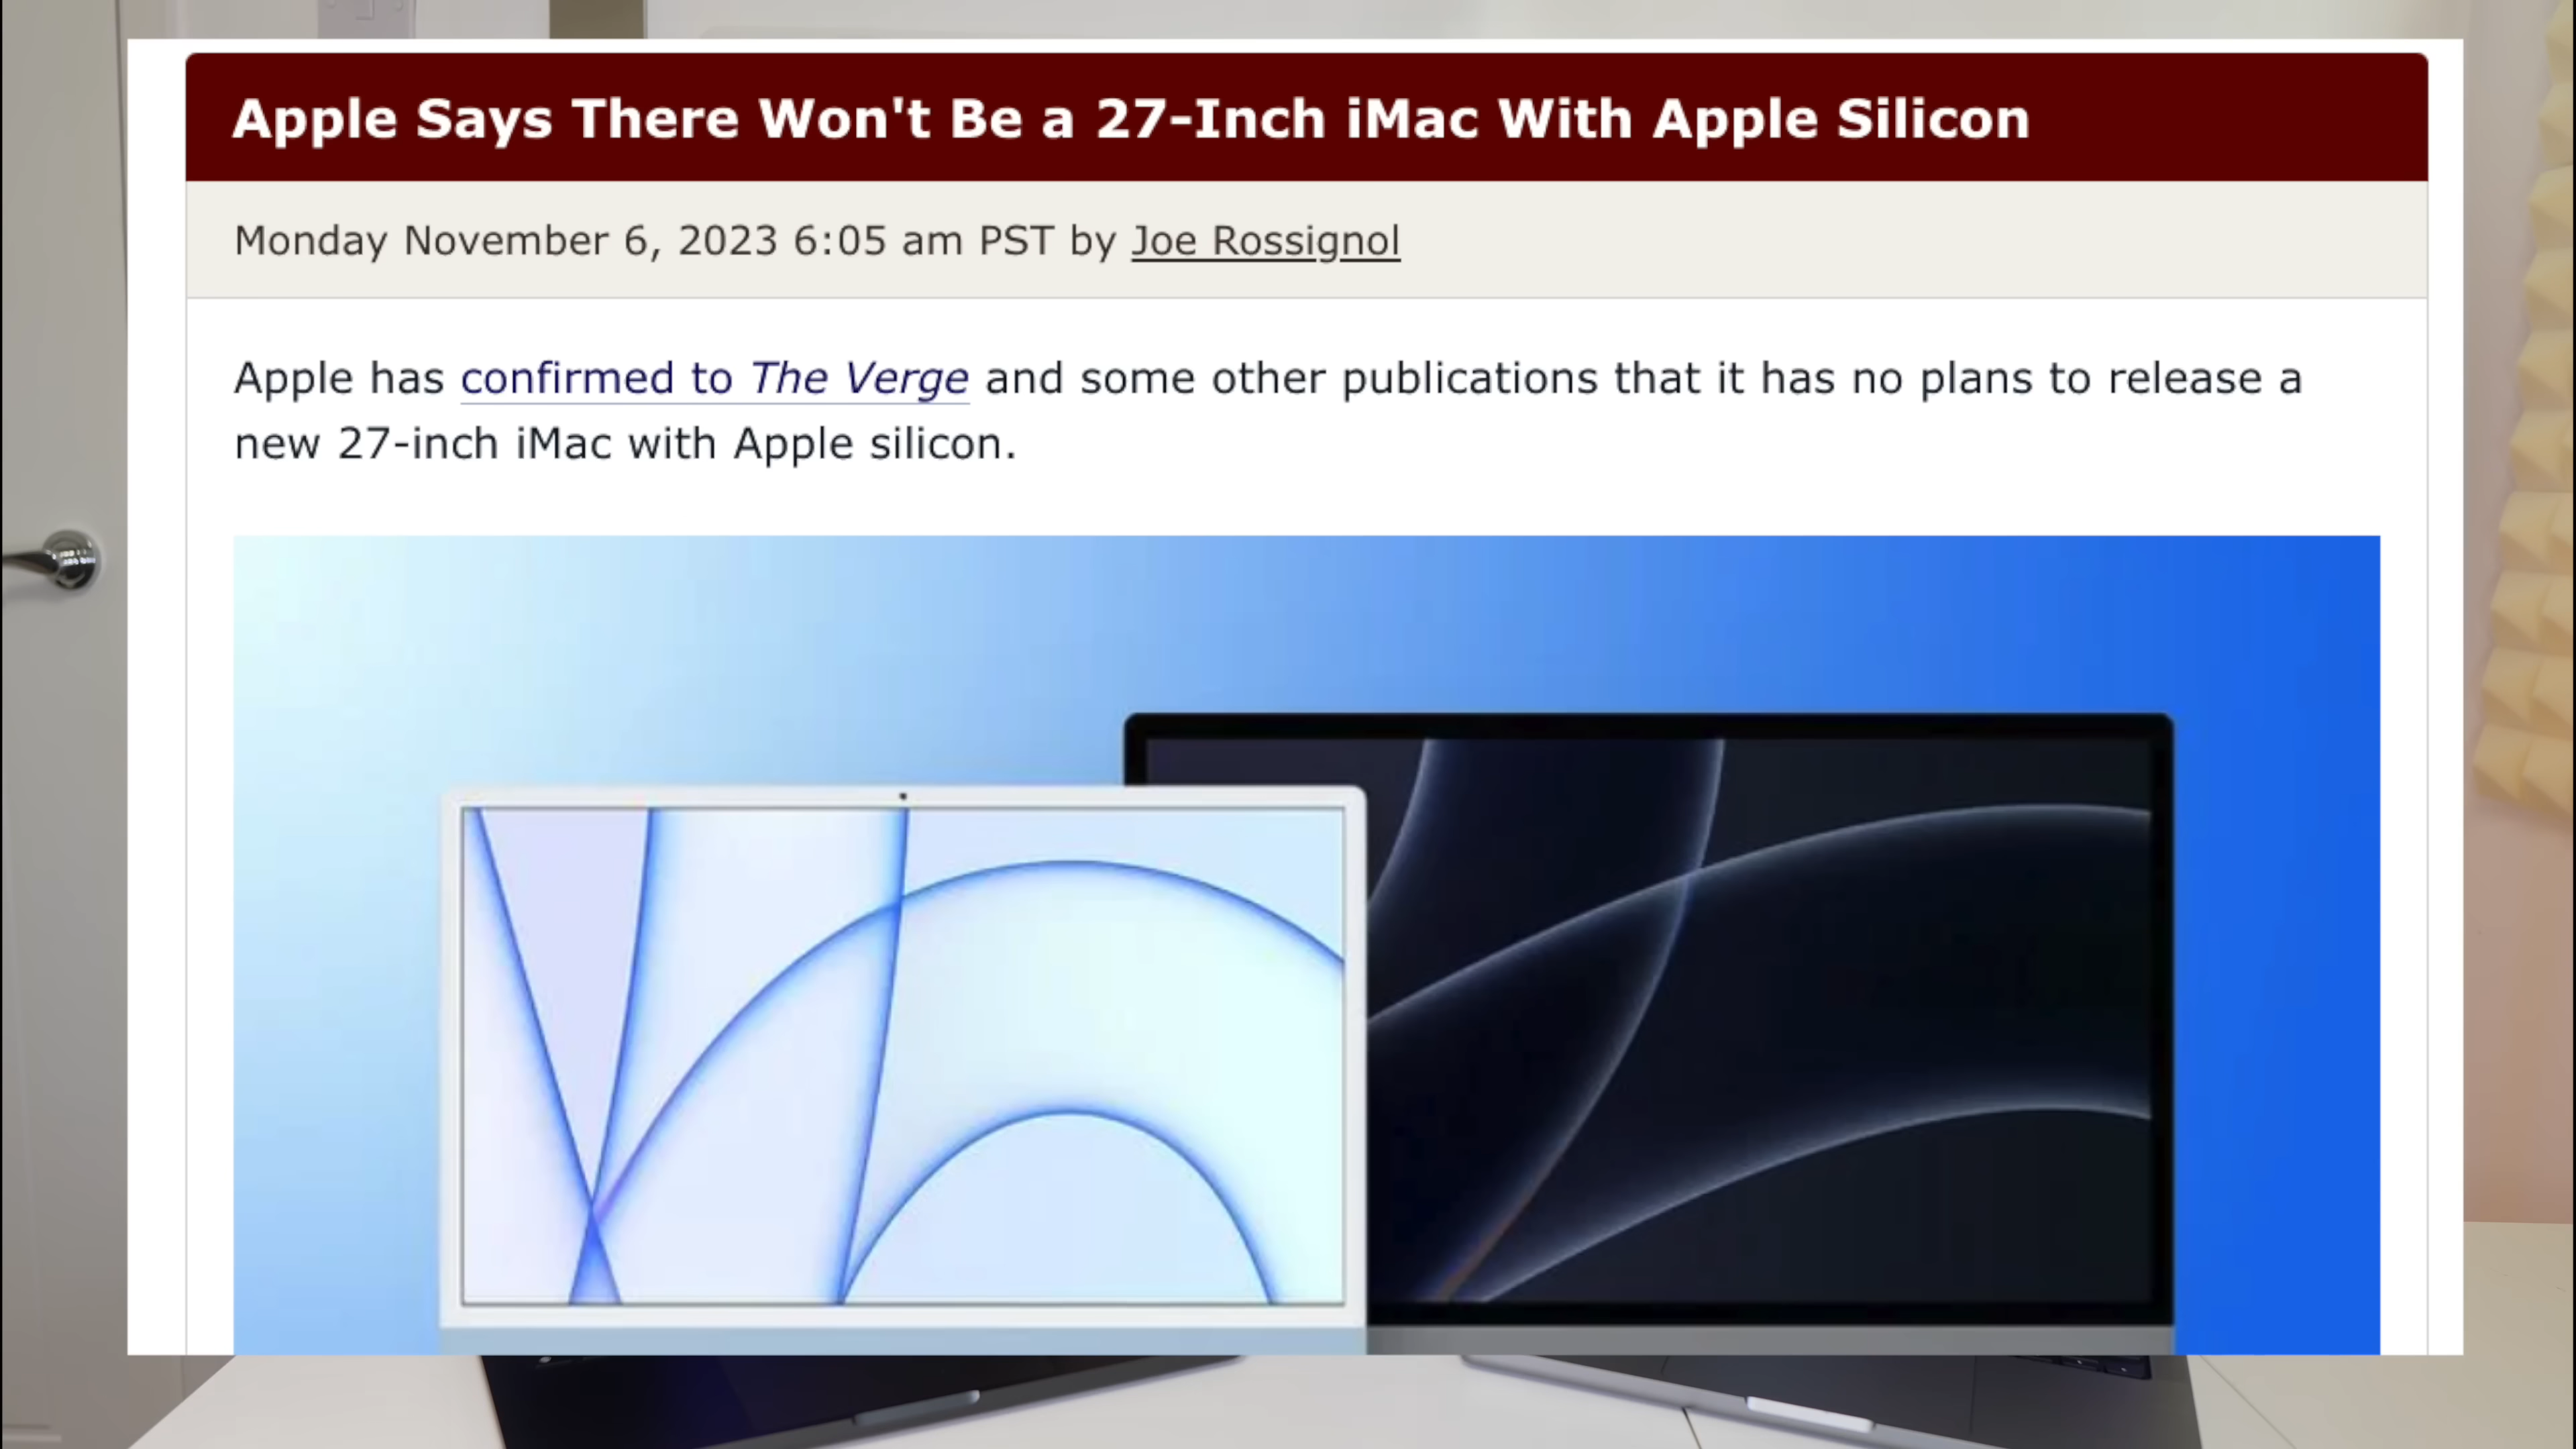 Apple Says There Won't Be a 27-Inch iMac With Apple Silicon
Monday November 6, 2023 6:05 am PST by Joe Rossignol
Apple has confirmed to The Verge and some other publications that it has no plans to release a
new 27-inch iMac with Apple silicon.